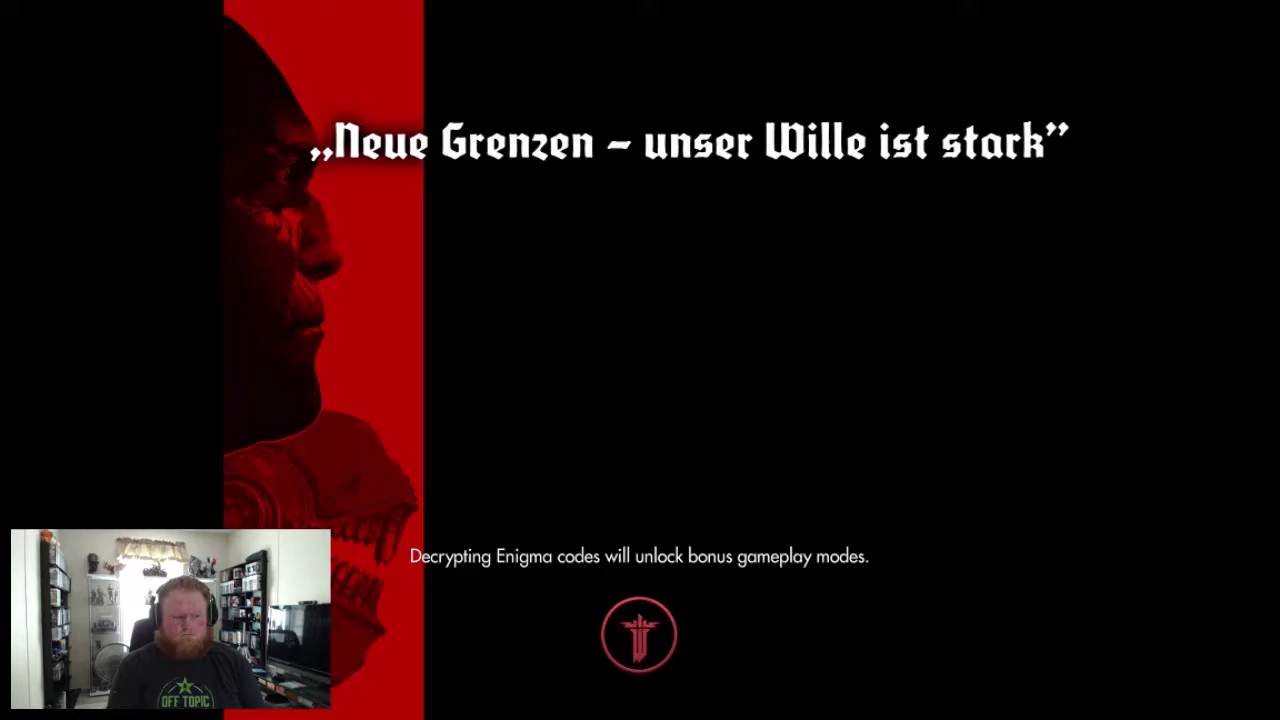 „Neue Grenzen – unser Wille ist stark”
Decrypting Enigma codes will unlock bonus gameplay modes.
OFF TOPIC